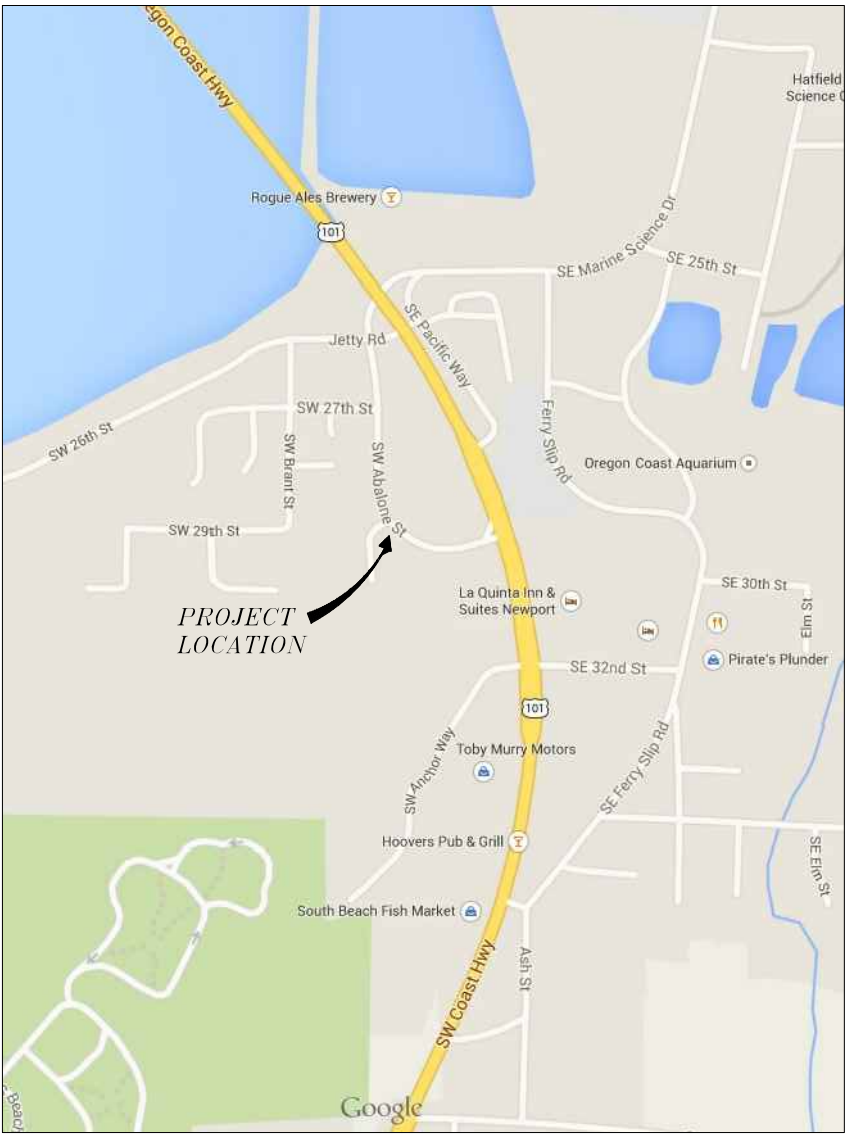 egon Coast Hwy
Hatfield
Science
Rogue Ales Brewery
101
SE Marine Science Dr
SE 25th St
SE Pacific Way
Jetty Rd
SW 27th St
SW 26th St
SW Brant St
SW Abalone St
Ferry Slip Rd
Oregon Coast Aquarium
SW 29th St
SE 30th St
La Quinta Inn &
Suites Newport
Elm St
PROJECT
LOCATION
SE 32nd St
Pirate's Plunder
101
SW Anchor Way
Toby Murry Motors
SE Ferry Slip Rd
Hoovers Pub & Grill
SE Elm St
South Beach Fish Market
Ash St
SW Coast Hwy
Google
Beac